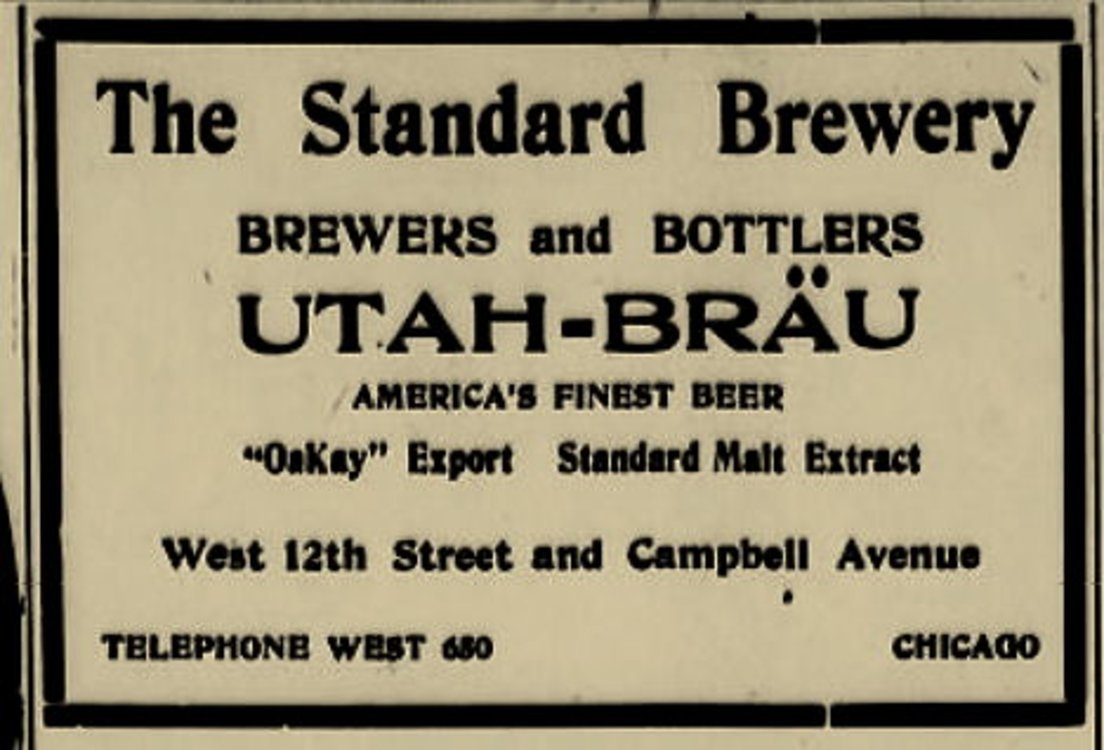 The Standard Brewery
BREWERS and BOTTLERS
UTAH-BRÄU
AMERICA'S FINEST BEER
"OaKay" Export Standard Malt Extract
West 12th Street and Campbell Avenue
TELEPHONE WEST 680 CHICAGO